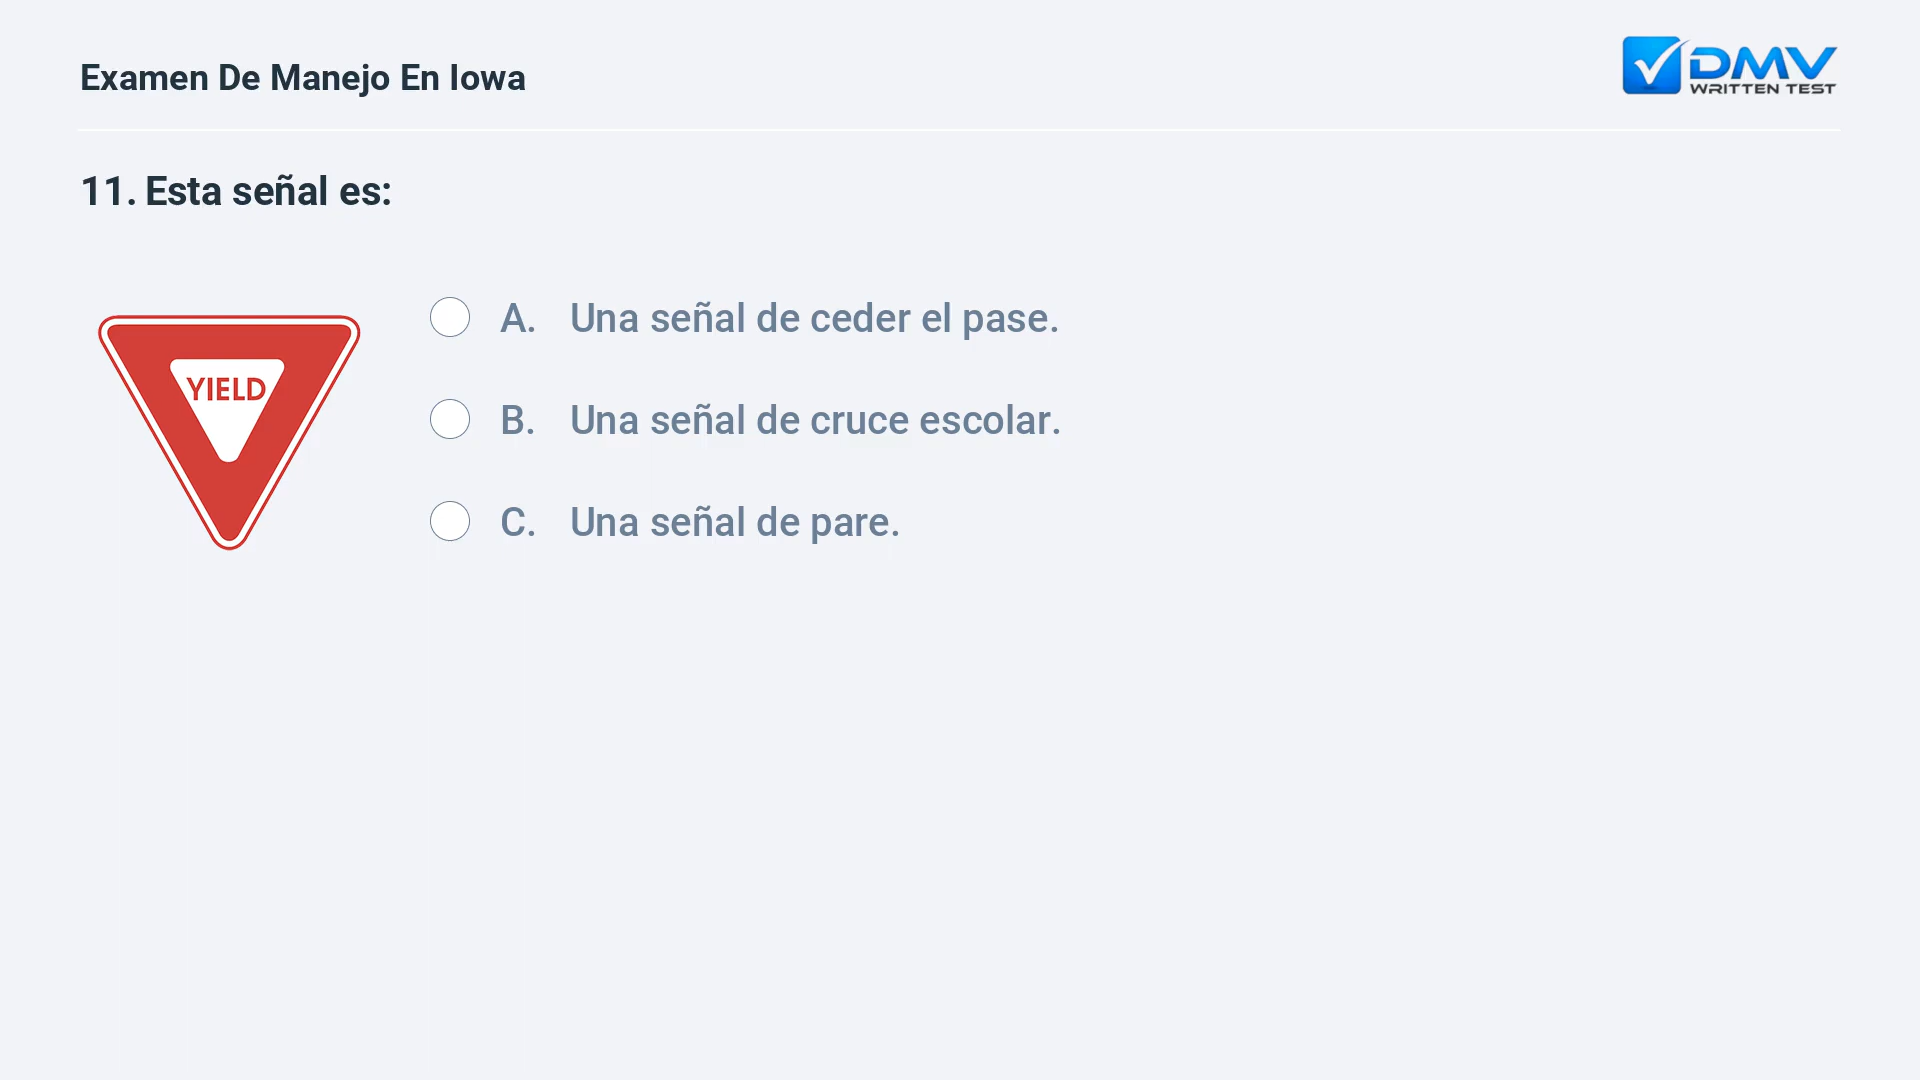 Examen De Manejo En Iowa
DMV
WRITTEN TEST
11. Esta señal es:
YIELD
A. Una señal de ceder el pase.
B. Una señal de cruce escolar.
C. Una señal de pare.